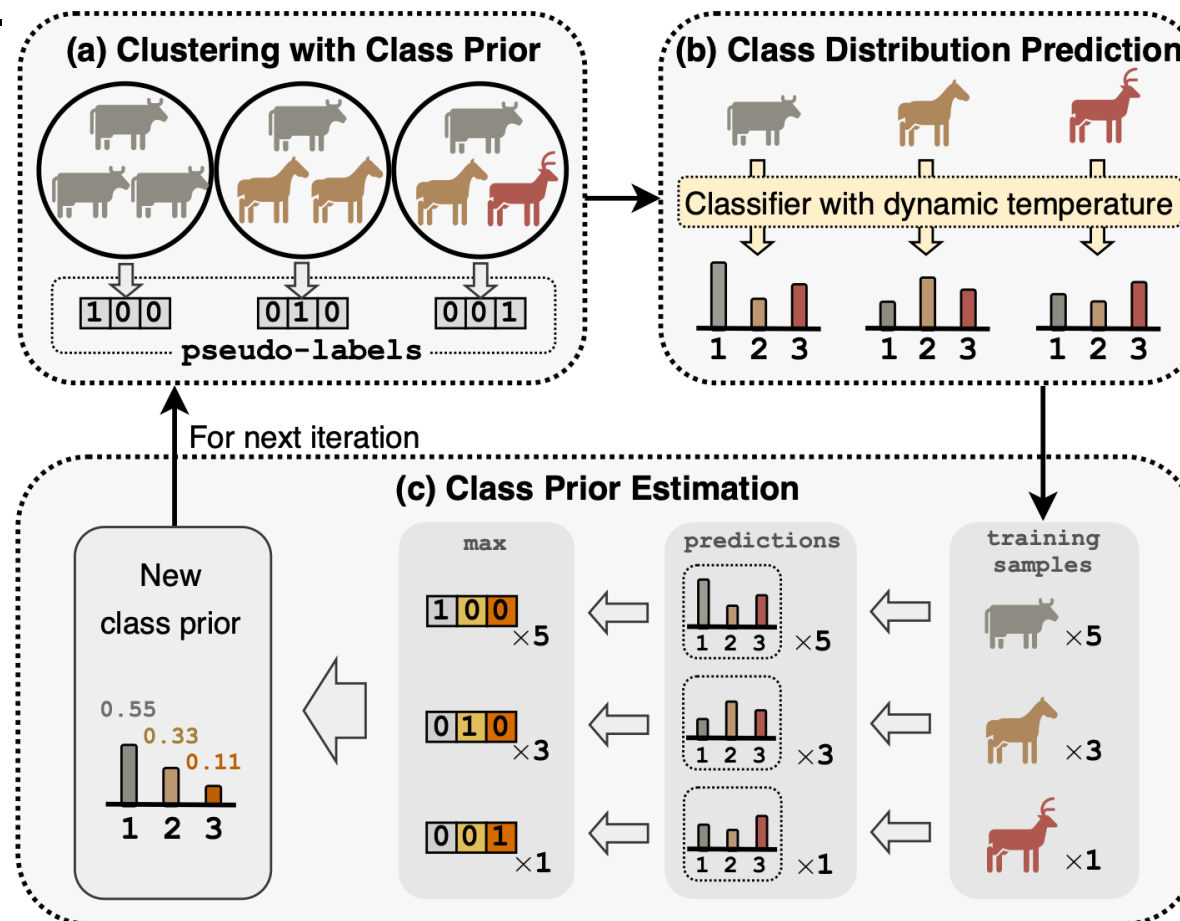 (a) Clustering with Class Prior
1 0 0
0 1 0
0 0 1
pseudo-labels
(b) Class Distribution Prediction
Classifier with dynamic temperature
1 2 3
1 2 3
1 2 3
For next iteration
(c) Class Prior Estimation
training
samples
×5
×3
×1
predictions
1 2 3
×5
1 2 3
×3
1 2 3
×1
max
1 0 0
×5
0 1 0
×3
0 0 1
×1
New
class prior
0.55
0.33
0.11
1 2 3